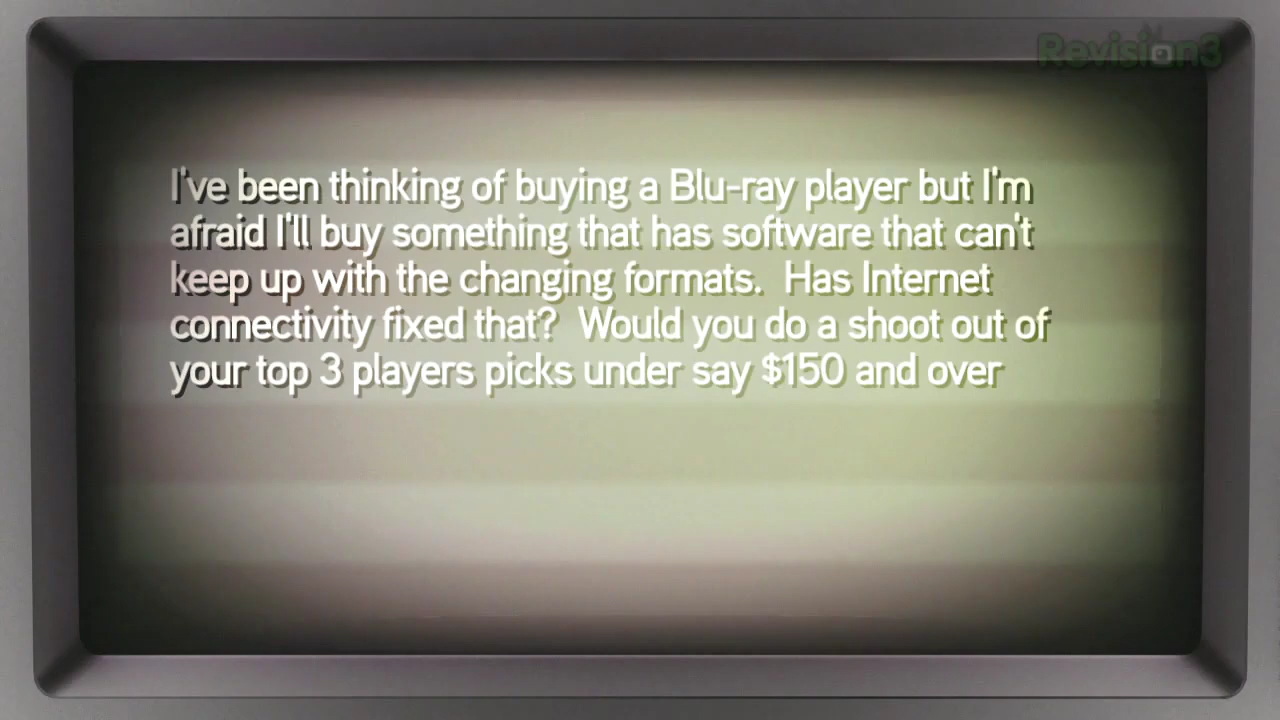 Revision3
I've been thinking of buying a Blu-ray player but I'm
afraid I'll buy something that has software that can't
keep up with the changing formats.  Has Internet
connectivity fixed that?  Would you do a shoot out of
your top 3 players picks under say $150 and over